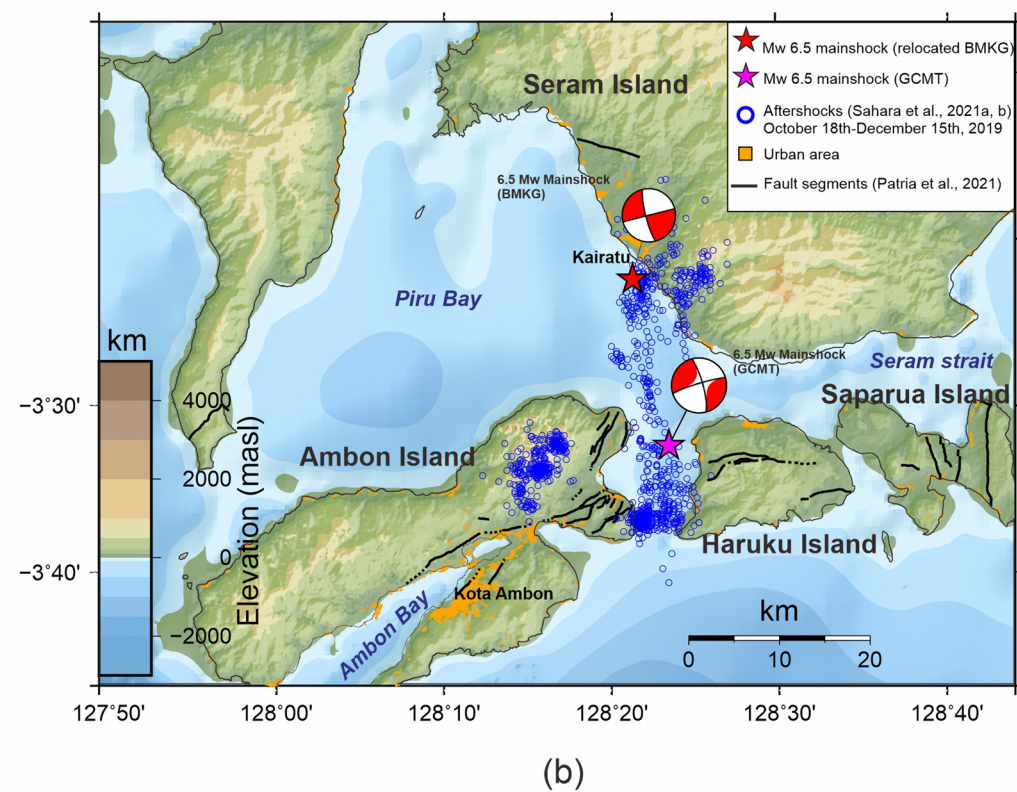 Mw 6.5 mainshock (relocated BMKG)
Mw 6.5 mainshock (GCMT)
Aftershocks (Sahara et al., 2021a, b)
October 18th-December 15th, 2019
Urban area
Fault segments (Patria et al., 2021)
Seram Island
6.5 Mw Mainshock
(BMKG)
Kairatu
Piru Bay
6.5 Mw Mainshock
(GCMT)
Seram strait
Saparua Island
Ambon Island
Haruku Island
Kota Ambon
Ambon Bay
km
4000
2000
0
−2000
Elevation (masl)
km
0
10
20
−3°30'
−3°40'
127°50'
128°00'
128°10'
128°20'
128°30'
128°40'
(b)